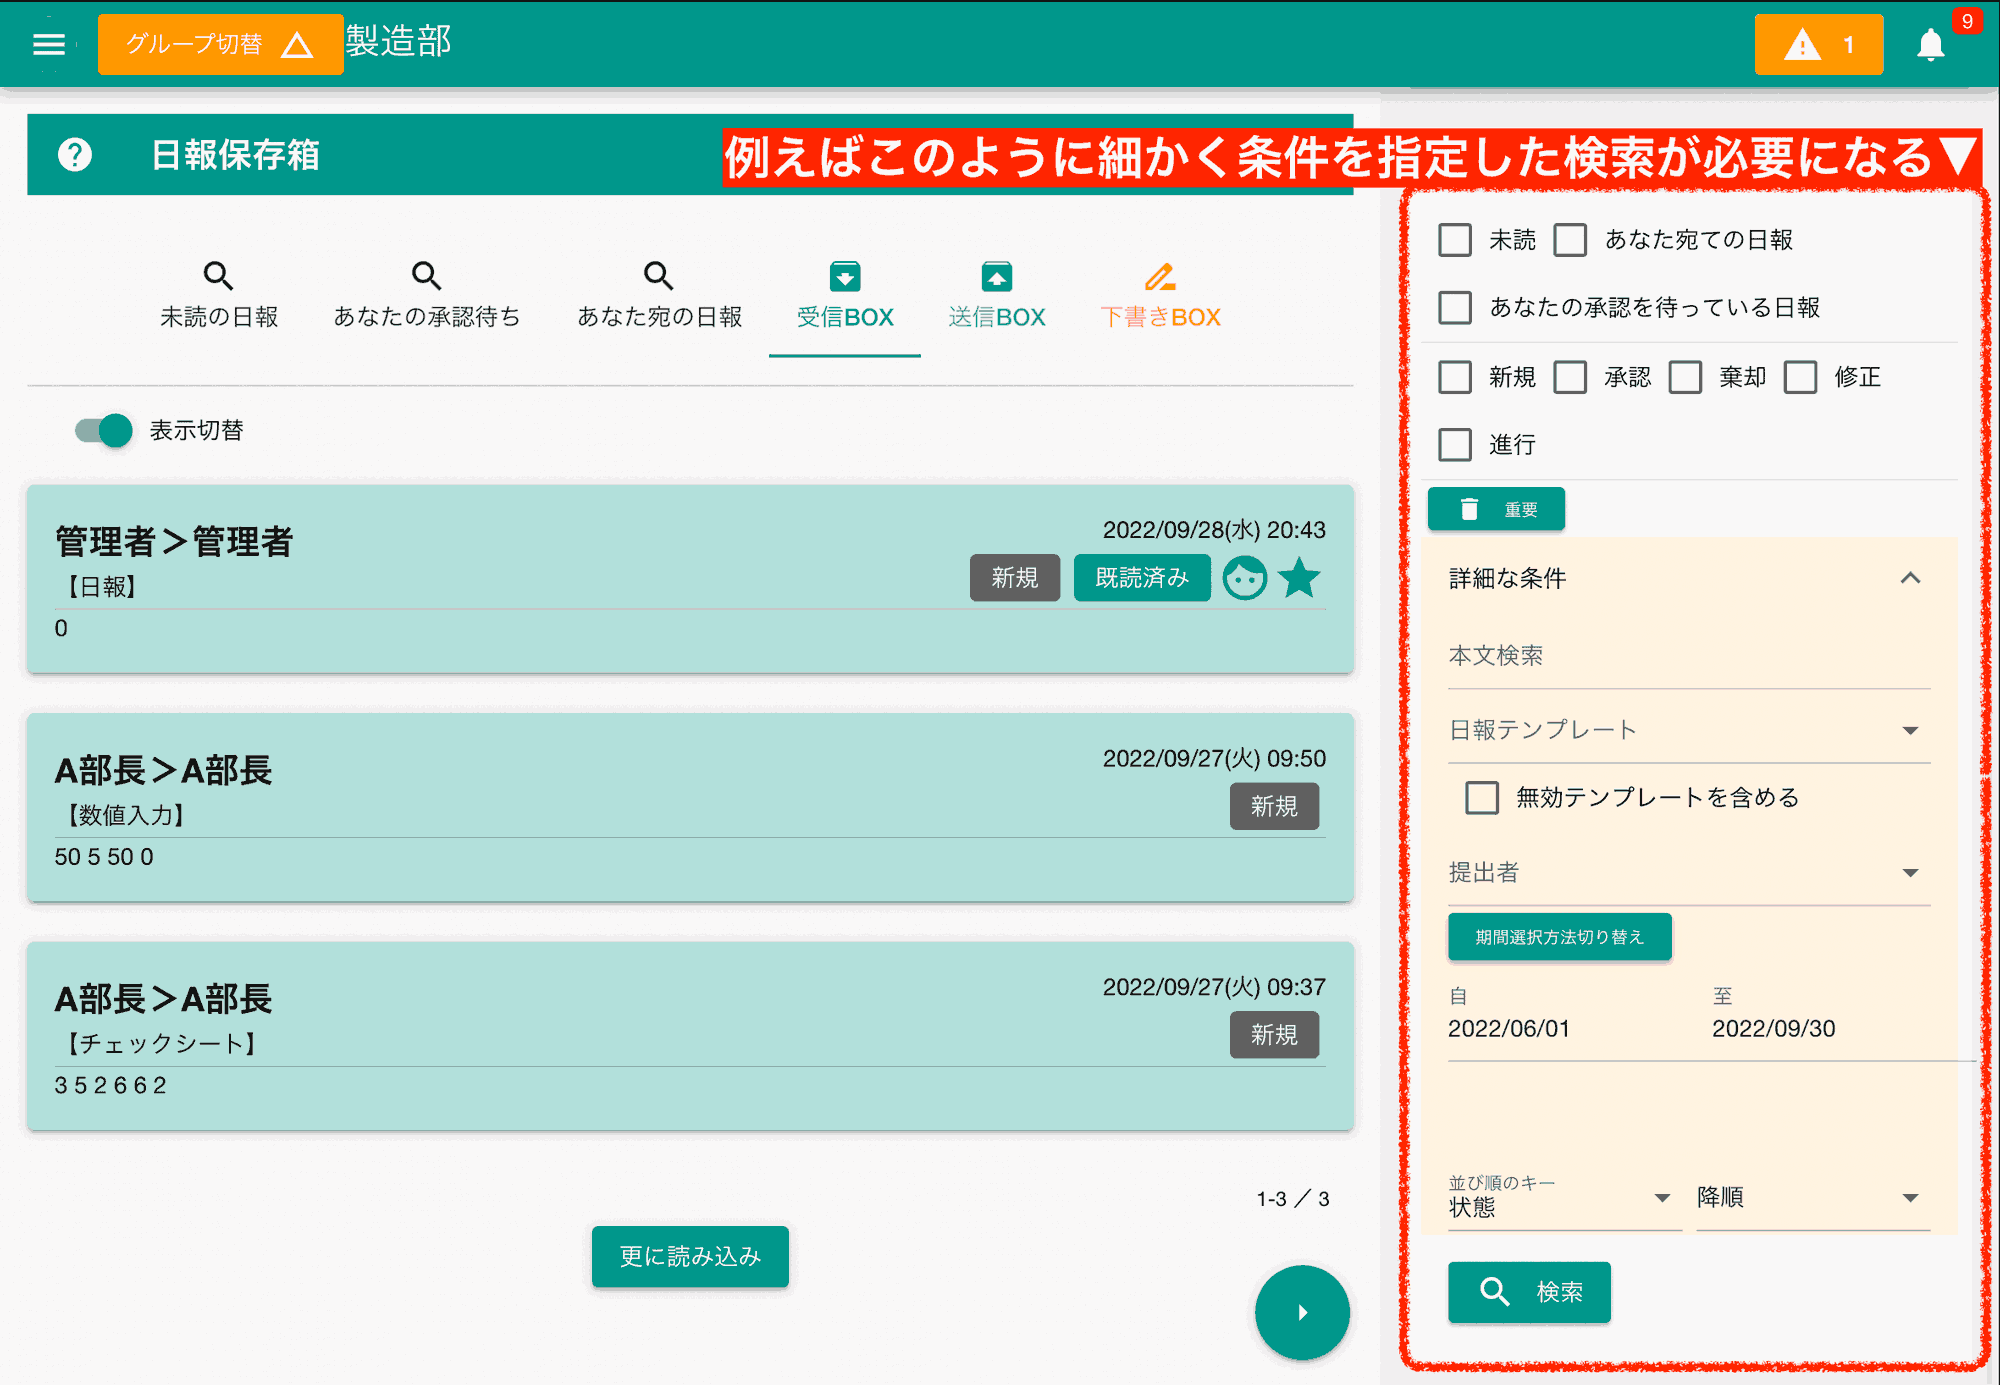 グループ切替
製造部
1
9
日報保存箱
例えばこのように細かく条件を指定した検索が必要になる▼
未読の日報
あなたの承認待ち
あなた宛の日報
受信BOX
送信BOX
下書きBOX
表示切替
管理者＞管理者
2022/09/28(水) 20:43
【日報】
新規
既読済み
0
A部長＞A部長
2022/09/27(火) 09:50
【数値入力】
新規
50 5 50 0
A部長＞A部長
2022/09/27(火) 09:37
【チェックシート】
新規
3 5 2 6 6 2
1-3 ／ 3
更に読み込み
未読 あなた宛ての日報
あなたの承認を待っている日報
新規 承認 棄却 修正
進行
重要
詳細な条件
本文検索
日報テンプレート
無効テンプレートを含める
提出者
期間選択方法切り替え
自 至
2022/06/01 2022/09/30
並び順のキー
状態 降順
検索